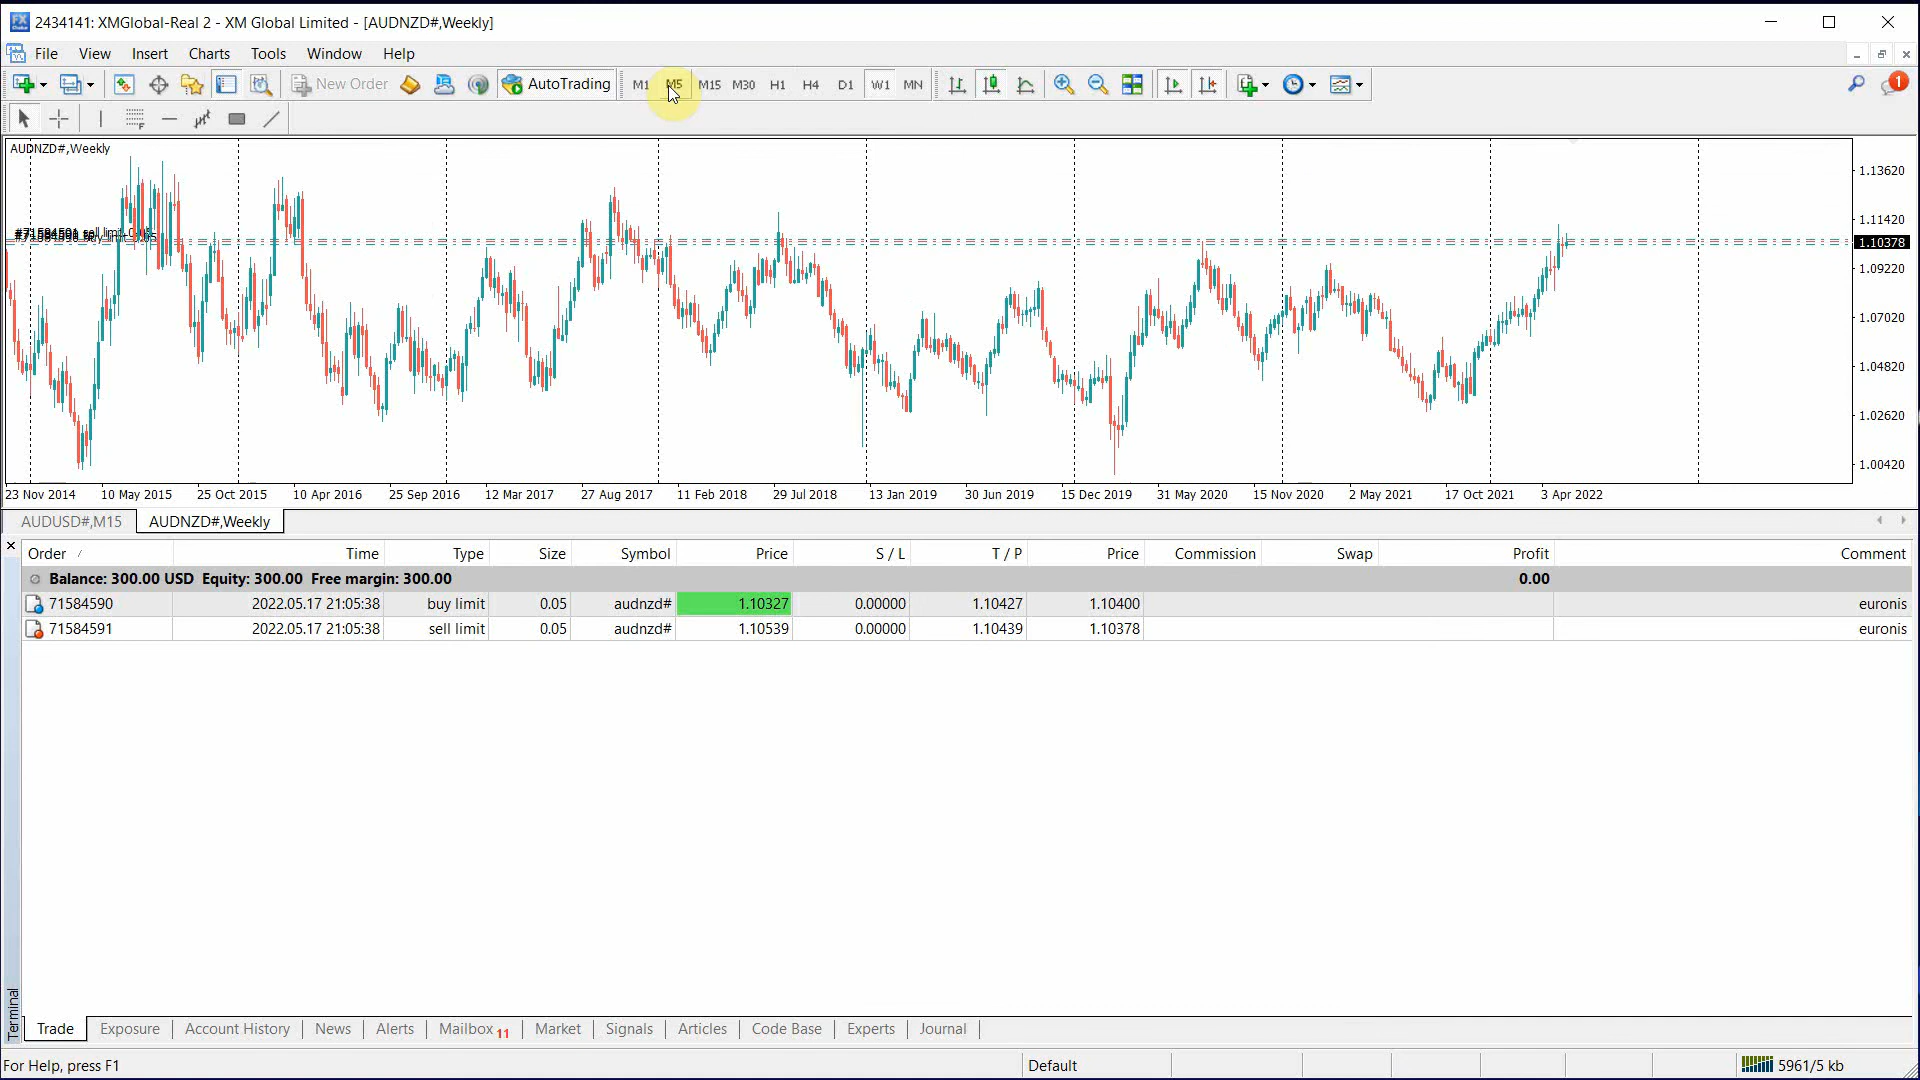 2434141: XMGlobal-Real 2 - XM Global Limited - [AUDNZD#,Weekly]
File View Insert Charts Tools Window Help
New Order AutoTrading M1 M5 M15 M30 H1 H4 D1 W1 MN 1
AUDNZD#,Weekly
1.13620
1.11420
1.10378
1.09220
1.07020
1.04820
1.02620
1.00420
23 Nov 2014 10 May 2015 25 Oct 2015 10 Apr 2016 25 Sep 2016 12 Mar 2017 27 Aug 2017 11 Feb 2018 29 Jul 2018 13 Jan 2019 30 Jun 2019 15 Dec 2019 31 May 2020 15 Nov 2020 2 May 2021 17 Oct 2021 3 Apr 2022
AUDUSD#,M15 AUDNZD#,Weekly
Order / Time Type Size Symbol Price S / L T / P Price Commission Swap Profit Comment
Balance: 300.00 USD Equity: 300.00 Free margin: 300.00 0.00
71584590 2022.05.17 21:05:38 buy limit 0.05 audnzd# 1.10327 0.00000 1.10427 1.10400 euronis
71584591 2022.05.17 21:05:38 sell limit 0.05 audnzd# 1.10539 0.00000 1.10439 1.10378 euronis
Terminal
Trade Exposure Account History News Alerts Mailbox 11 Market Signals Articles Code Base Experts Journal
For Help, press F1 Default 5961/5 kb